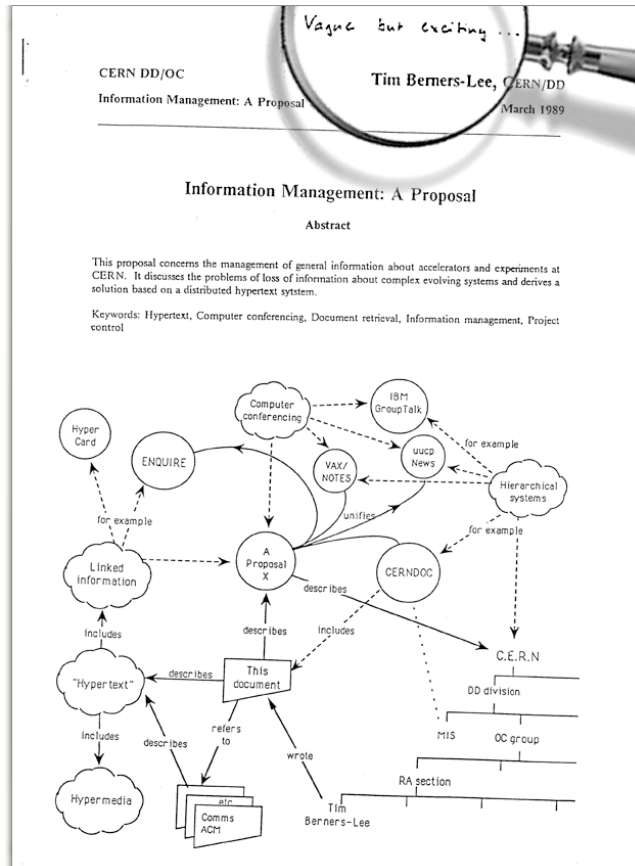 Vague but exciting ...
CERN DD/OC
Tim Berners-Lee, CERN/DD
Information Management: A Proposal
March 1989
Information Management: A Proposal
Abstract
This proposal concerns the management of general information about accelerators and experiments at
CERN. It discusses the problems of loss of information about complex evolving systems and derives a
solution based on a distributed hypertext sytstem.
Keywords: Hypertext, Computer conferencing, Document retrieval, Information management, Project
control
IBM
GroupTalk
Computer
conferencing
Hyper
Card
for example
ENQUIRE
uucp
News
VAX/
NOTES
Hierarchical
systems
unifies
for example
for example
A
Proposal
X
Linked
information
CERNDOC
describes
includes
describes
includes
C.E.R.N
This
document
describes
"Hypertext"
DD division
refers
to
includes
describes
MIS
OC group
wrote
RA section
Hypermedia
etc
Tim
Berners-Lee
Comms
ACM